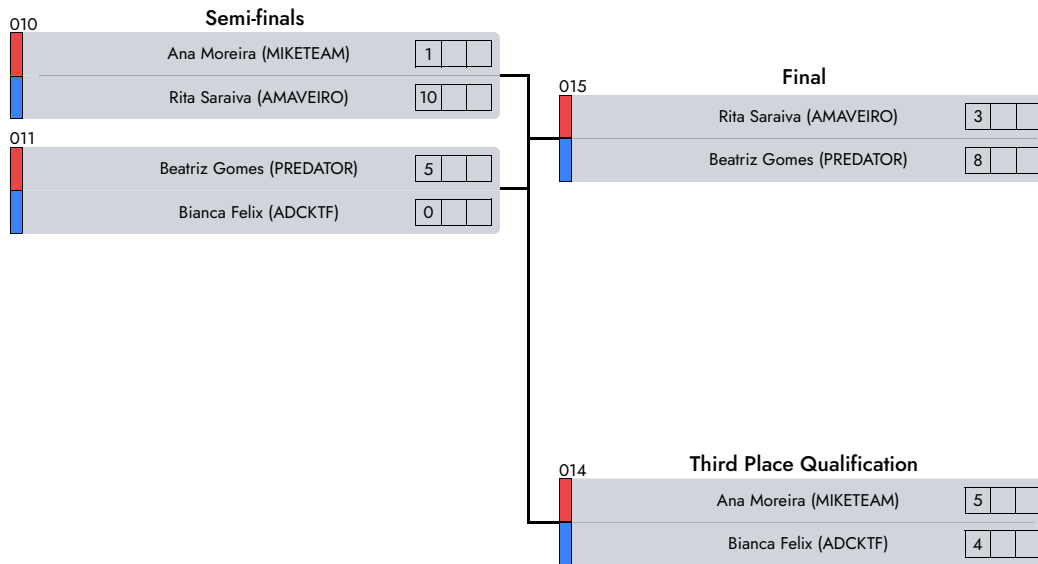 Semi-finals
010
Ana Moreira (MIKETEAM) 1
Rita Saraiva (AMAVEIRO) 10
011
Beatriz Gomes (PREDATOR) 5
Bianca Felix (ADCKTF) 0
Final
015
Rita Saraiva (AMAVEIRO) 3
Beatriz Gomes (PREDATOR) 8
Third Place Qualification
014
Ana Moreira (MIKETEAM) 5
Bianca Felix (ADCKTF) 4